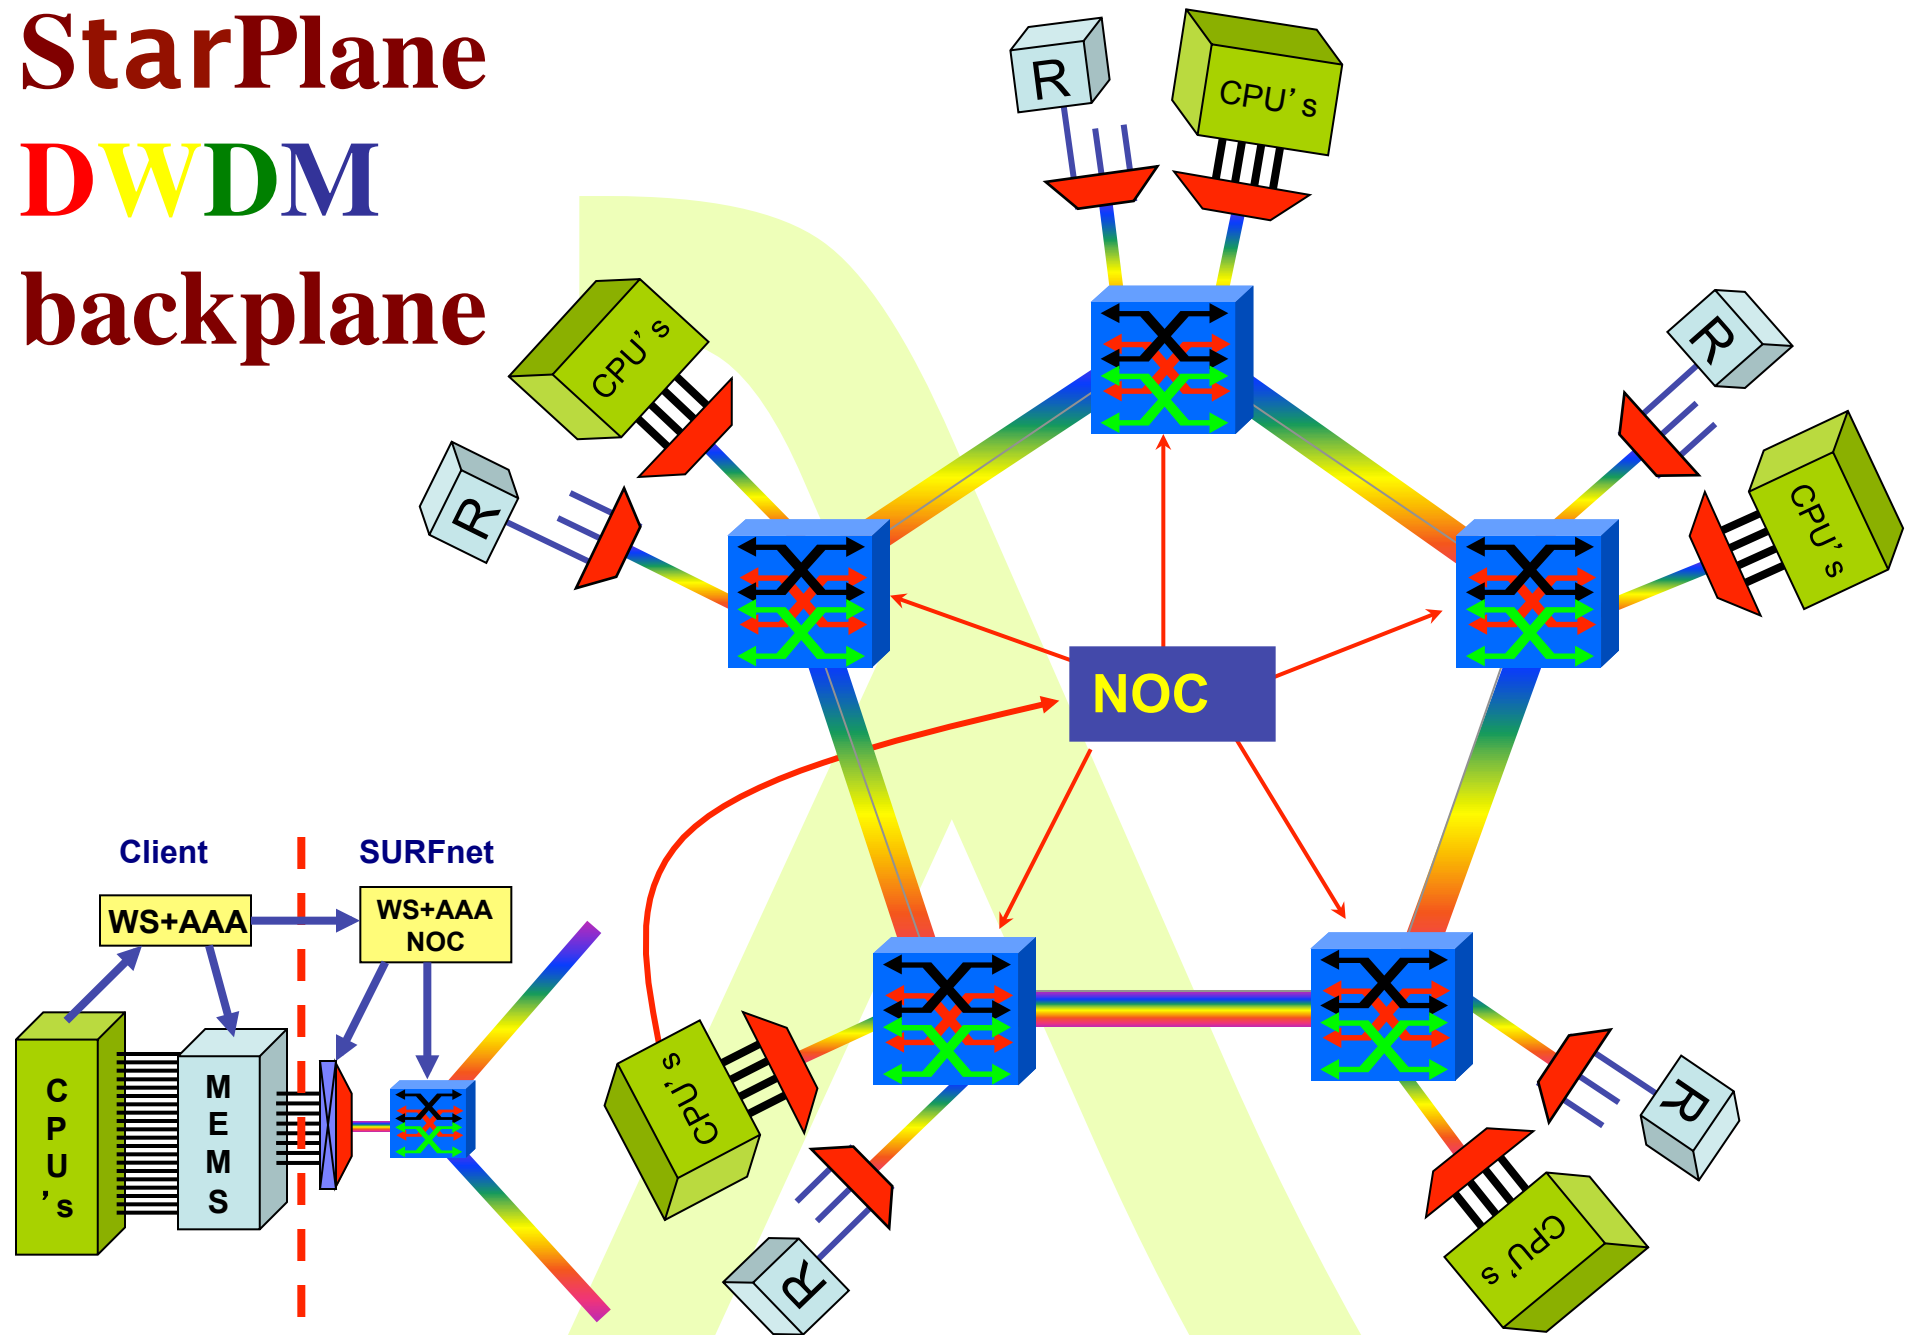 StarPlane
DWDM
backplane
R
CPU's
CPU's
R
R
CPU's
NOC
Client
SURFnet
WS+AAA
WS+AAA
NOC
C
P
U
's
M
E
M
S
CPU's
R
R
CPU's